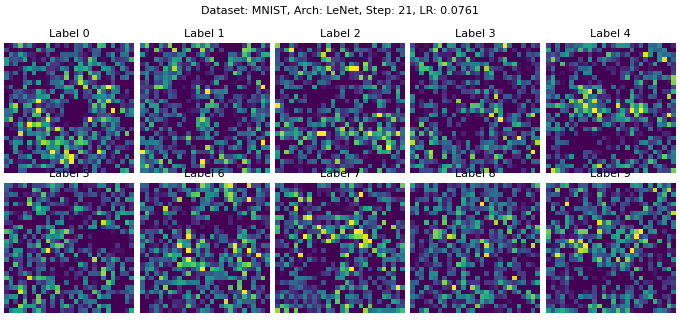 Dataset: MNIST, Arch: LeNet, Step: 21, LR: 0.0761
Label 0 Label 1 Label 2 Label 3 Label 4
Label 5 Label 6 Label 7 Label 8 Label 9